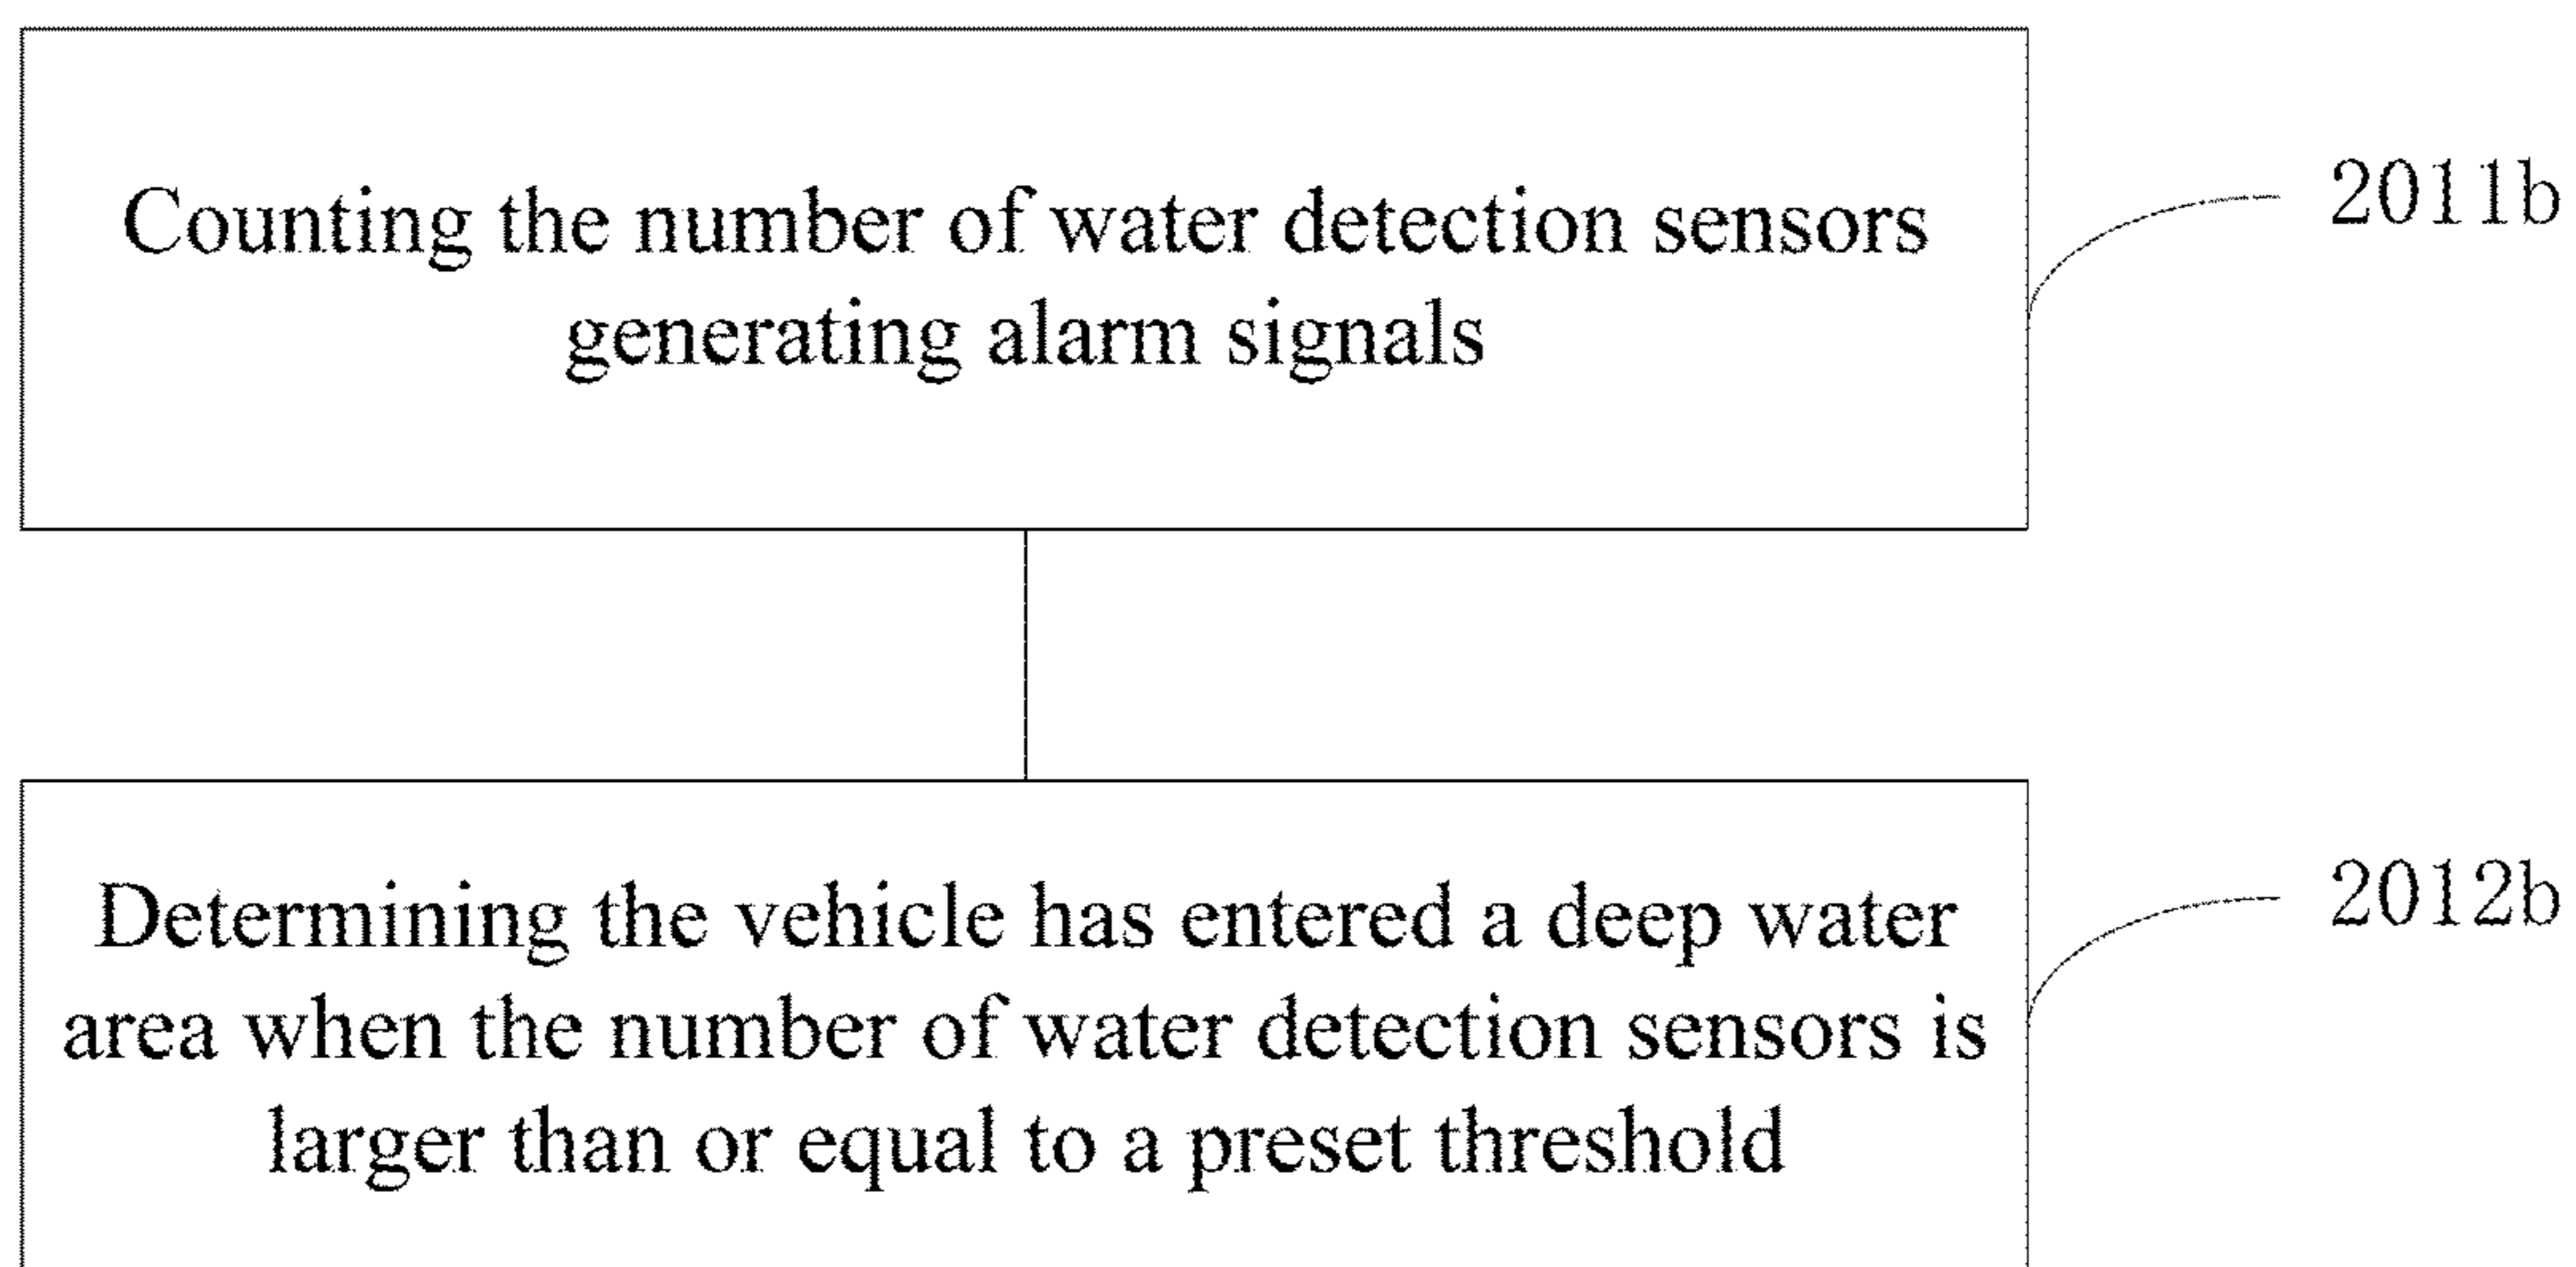 Counting the number of water detection sensors
generating alarm signals
2011b
Determining the vehicle has entered a deep water
area when the number of water detection sensors is
larger than or equal to a preset threshold
2012b